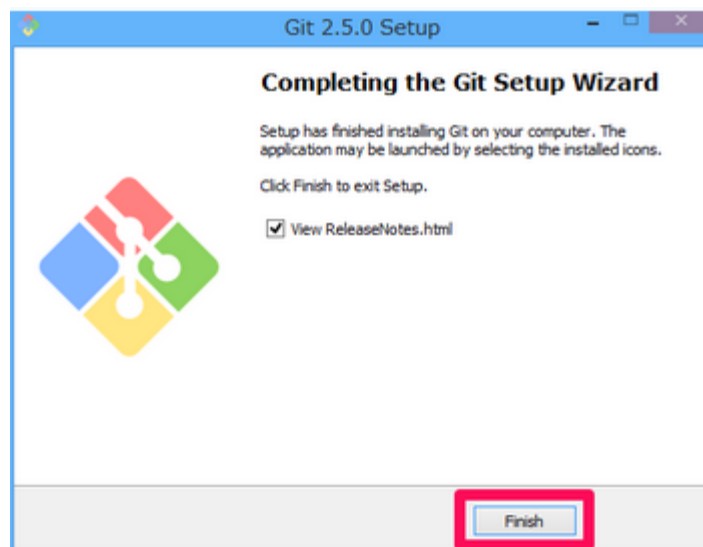 Git 2.5.0 Setup
Completing the Git Setup Wizard
Setup has finished installing Git on your computer. The
application may be launched by selecting the installed icons.
Click Finish to exit Setup.
View ReleaseNotes.html
Finish